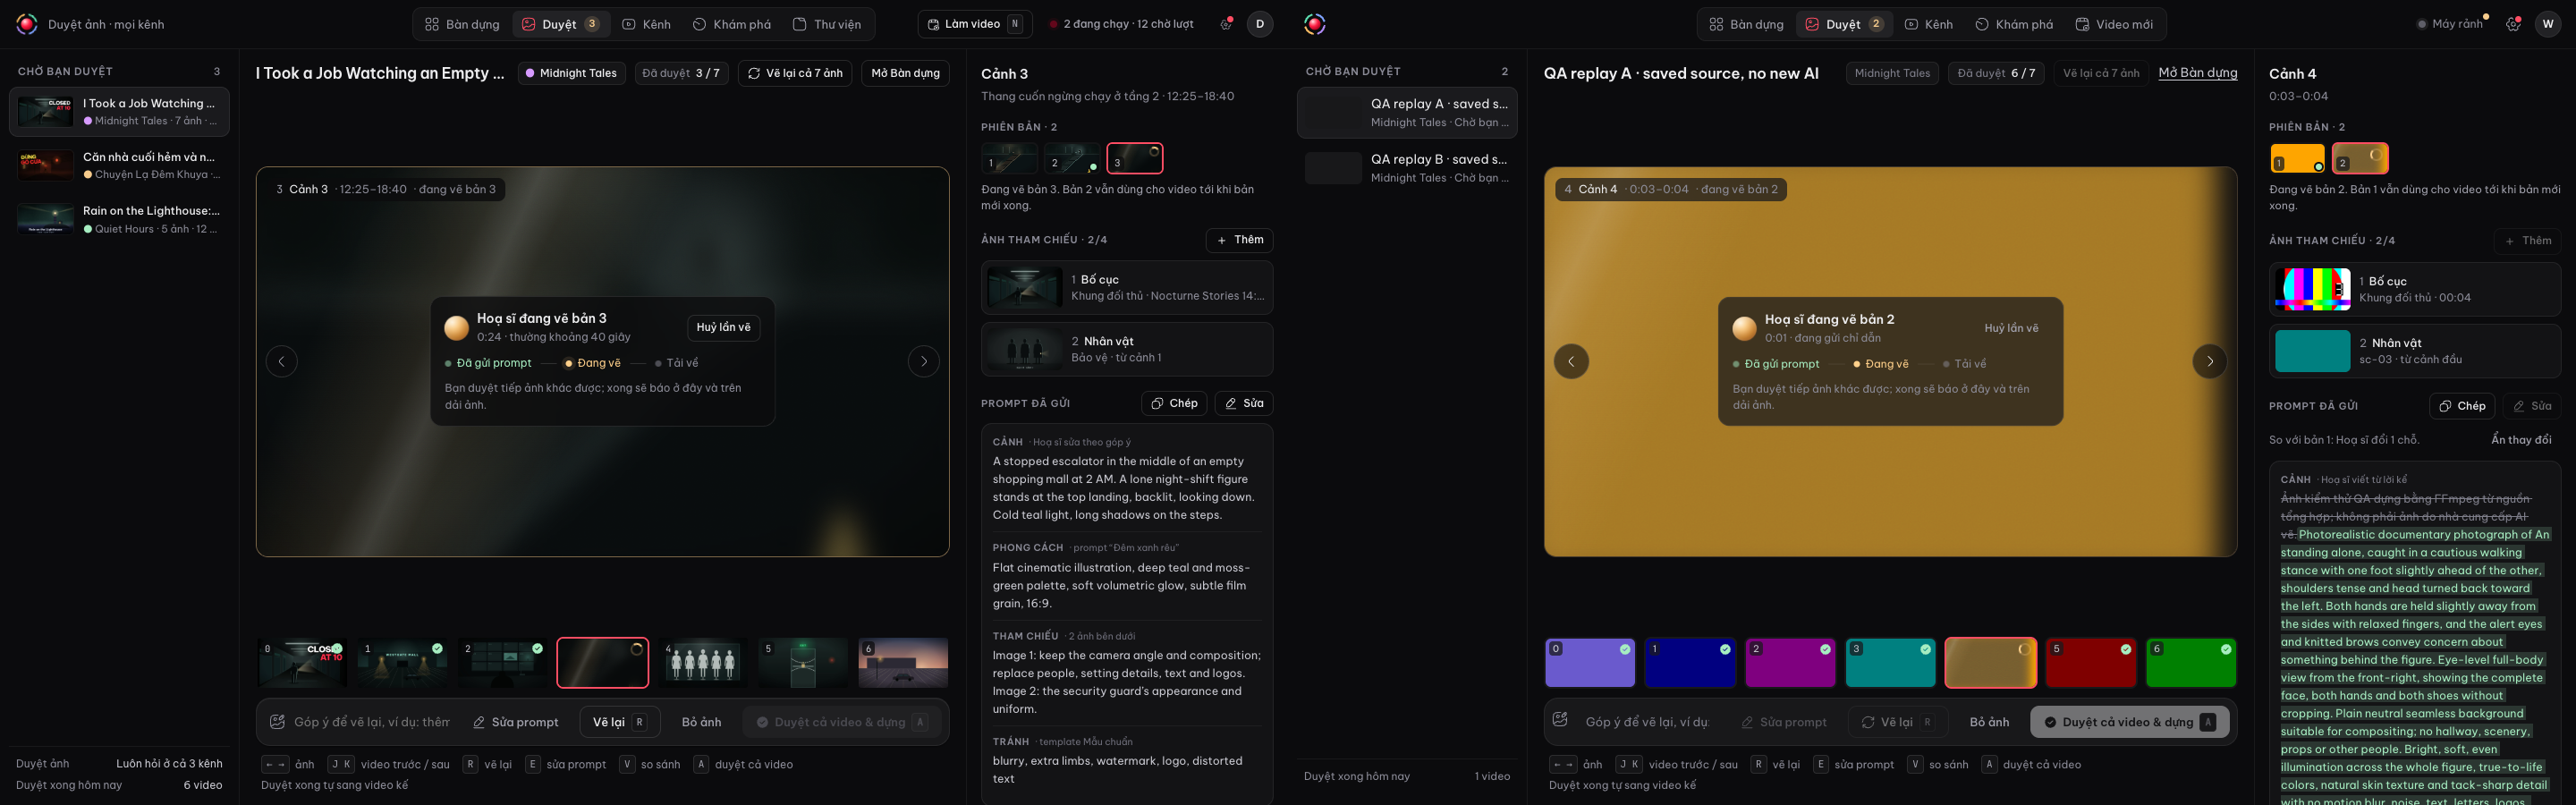 Duyệt ảnh · mọi kênh
Bàn dựng
Duyệt 3
Kênh
Khám phá
Thư viện
Làm video N
2 đang chạy · 12 chờ lượt
D
CHỜ BẠN DUYỆT 3
I Took a Job Watching ...
Midnight Tales · 7 ảnh · ...
Căn nhà cuối hẻm và n...
Chuyện Lạ Đêm Khuya ·...
Rain on the Lighthouse:...
Quiet Hours · 5 ảnh · 12 ...
Duyệt ảnh Luôn hỏi ở cả 3 kênh
Duyệt xong hôm nay 6 video
I Took a Job Watching an Empty ...
Midnight Tales
Đã duyệt 3 / 7
Vẽ lại cả 7 ảnh
Mở Bàn dựng
3 Cảnh 3 · 12:25–18:40 · đang vẽ bản 3
Hoạ sĩ đang vẽ bản 3
0:24 · thường khoảng 40 giây
Huỷ lần vẽ
Đã gửi prompt
Đang vẽ
Tải về
Bạn duyệt tiếp ảnh khác được; xong sẽ báo ở đây và trên
dải ảnh.
0 CLOSED
AT 10
1
2
4
5
6
Góp ý để vẽ lại, ví dụ: thêm
Sửa prompt
Vẽ lại R
Bỏ ảnh
Duyệt cả video & dựng A
← → ảnh
J K video trước / sau
R vẽ lại
E sửa prompt
V so sánh
A duyệt cả video
Duyệt xong tự sang video kế
Cảnh 3
Thang cuốn ngừng chạy ở tầng 2 · 12:25–18:40
PHIÊN BẢN · 2
1
2
3
Đang vẽ bản 3. Bản 2 vẫn dùng cho video tới khi bản
mới xong.
ẢNH THAM CHIẾU · 2/4
+ Thêm
1 Bố cục
Khung đối thủ · Nocturne Stories 14:...
2 Nhân vật
Bảo vệ · từ cảnh 1
PROMPT ĐÃ GỬI
Chép
Sửa
CẢNH · Hoạ sĩ sửa theo góp ý
A stopped escalator in the middle of an empty
shopping mall at 2 AM. A lone night-shift figure
stands at the top landing, backlit, looking down.
Cold teal light, long shadows on the steps.
PHONG CÁCH · prompt “Đêm xanh rêu”
Flat cinematic illustration, deep teal and moss-
green palette, soft volumetric glow, subtle film
grain, 16:9.
THAM CHIẾU · 2 ảnh bên dưới
Image 1: keep the camera angle and composition;
replace people, setting details, text and logos.
Image 2: the security guard’s appearance and
uniform.
TRÁNH · template Mẫu chuẩn
blurry, extra limbs, watermark, logo, distorted
text
Bàn dựng
Duyệt 2
Kênh
Khám phá
Video mới
Máy rảnh
W
CHỜ BẠN DUYỆT 2
QA replay A · saved s...
Midnight Tales · Chờ bạn ...
QA replay B · saved s...
Midnight Tales · Chờ bạn ...
Duyệt xong hôm nay 1 video
QA replay A · saved source, no new AI
Midnight Tales
Đã duyệt 6 / 7
Vẽ lại cả 7 ảnh
Mở Bàn dựng
4 Cảnh 4 · 0:03–0:04 · đang vẽ bản 2
Hoạ sĩ đang vẽ bản 2
0:01 · đang gửi chỉ dẫn
Huỷ lần vẽ
Đã gửi prompt
Đang vẽ
Tải về
Bạn duyệt tiếp ảnh khác được; xong sẽ báo ở đây và trên
dải ảnh.
0
1
2
3
5
6
Góp ý để vẽ lại, ví dụ:
Sửa prompt
Vẽ lại R
Bỏ ảnh
Duyệt cả video & dựng A
← → ảnh
J K video trước / sau
R vẽ lại
E sửa prompt
V so sánh
A duyệt cả video
Duyệt xong tự sang video kế
Cảnh 4
0:03–0:04
PHIÊN BẢN · 2
1
2
Đang vẽ bản 2. Bản 1 vẫn dùng cho video tới khi bản mới
xong.
ẢNH THAM CHIẾU · 2/4
+ Thêm
1 Bố cục
Khung đối thủ · 00:04
2 Nhân vật
sc-03 · từ cảnh đầu
PROMPT ĐÃ GỬI
Chép
Sửa
So với bản 1: Hoạ sĩ đổi 1 chỗ.
Ẩn thay đổi
CẢNH · Hoạ sĩ viết từ lời kể
Ảnh kiểm thử QA dựng bằng FFmpeg từ nguồn
tổng hợp; không phải ảnh do nhà cung cấp AI
vẽ. Photorealistic documentary photograph of An
standing alone, caught in a cautious walking
stance with one foot slightly ahead of the other,
shoulders tense and head turned back toward
the left. Both hands are held slightly away from
the sides with relaxed fingers, and the alert eyes
and knitted brows convey concern about
something behind the figure. Eye-level full-body
view from the front-right, showing the complete
face, both hands and both shoes without
cropping. Plain neutral seamless background
suitable for compositing; no hallway, scenery,
props or other people. Bright, soft, even
illumination across the whole figure, true-to-life
colors, natural skin texture and tack-sharp detail
with no motion blur, noise, text, letters, logos,